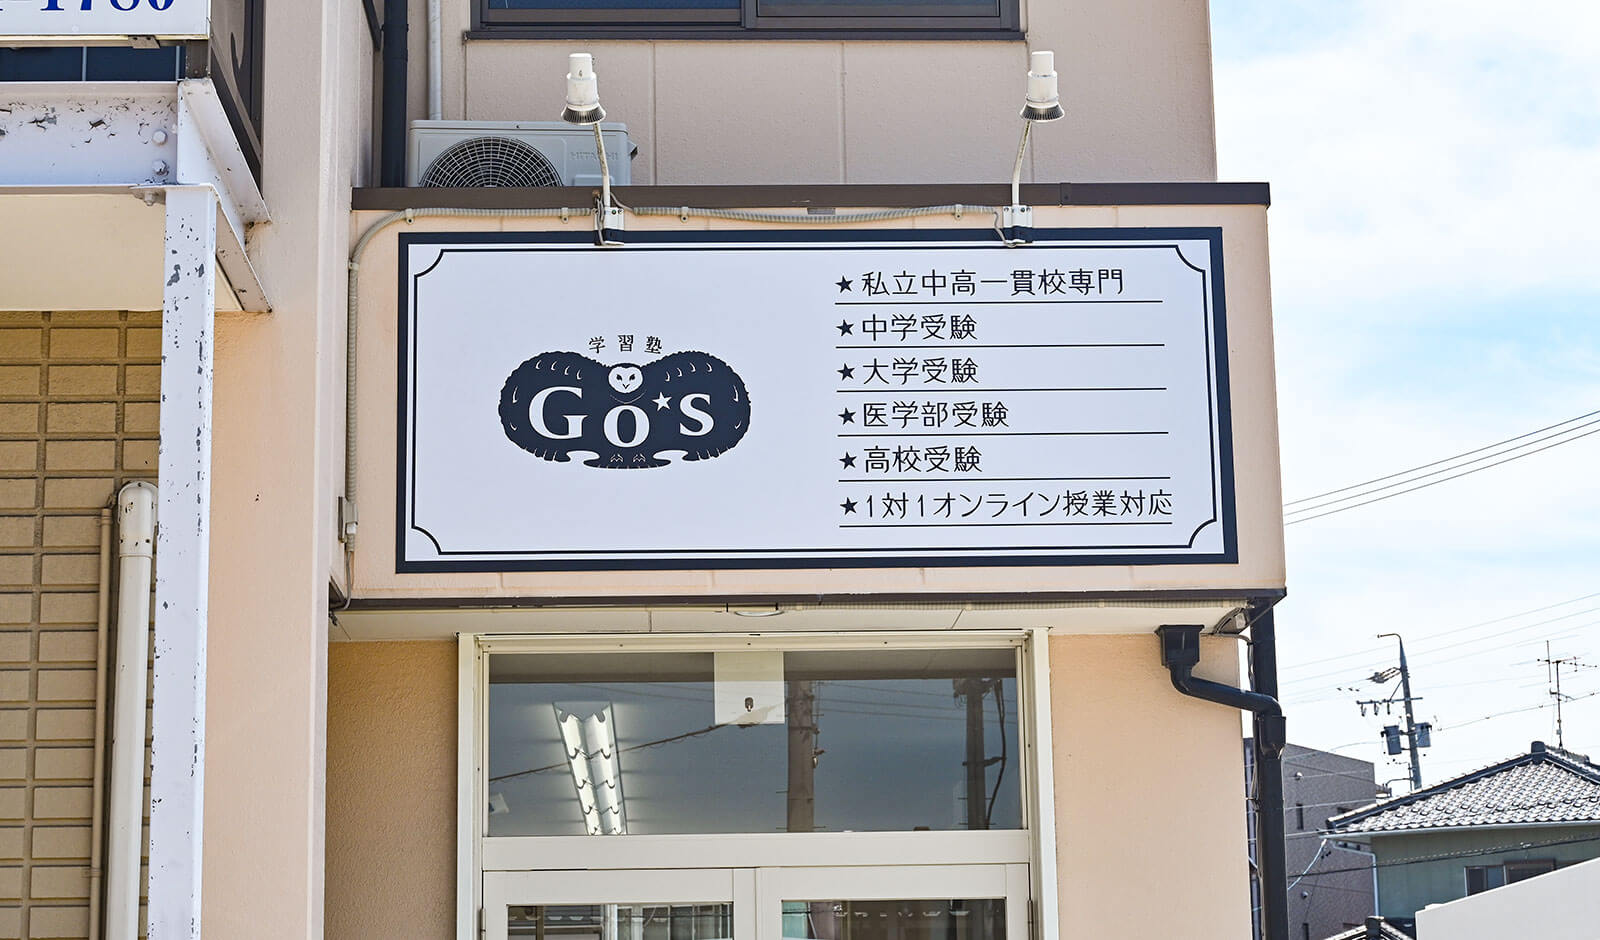 -1780
HITACHI
学習塾
Go★s
★私立中高一貫校専門
★中学受験
★大学受験
★医学部受験
★高校受験
★1対1オンライン授業対応